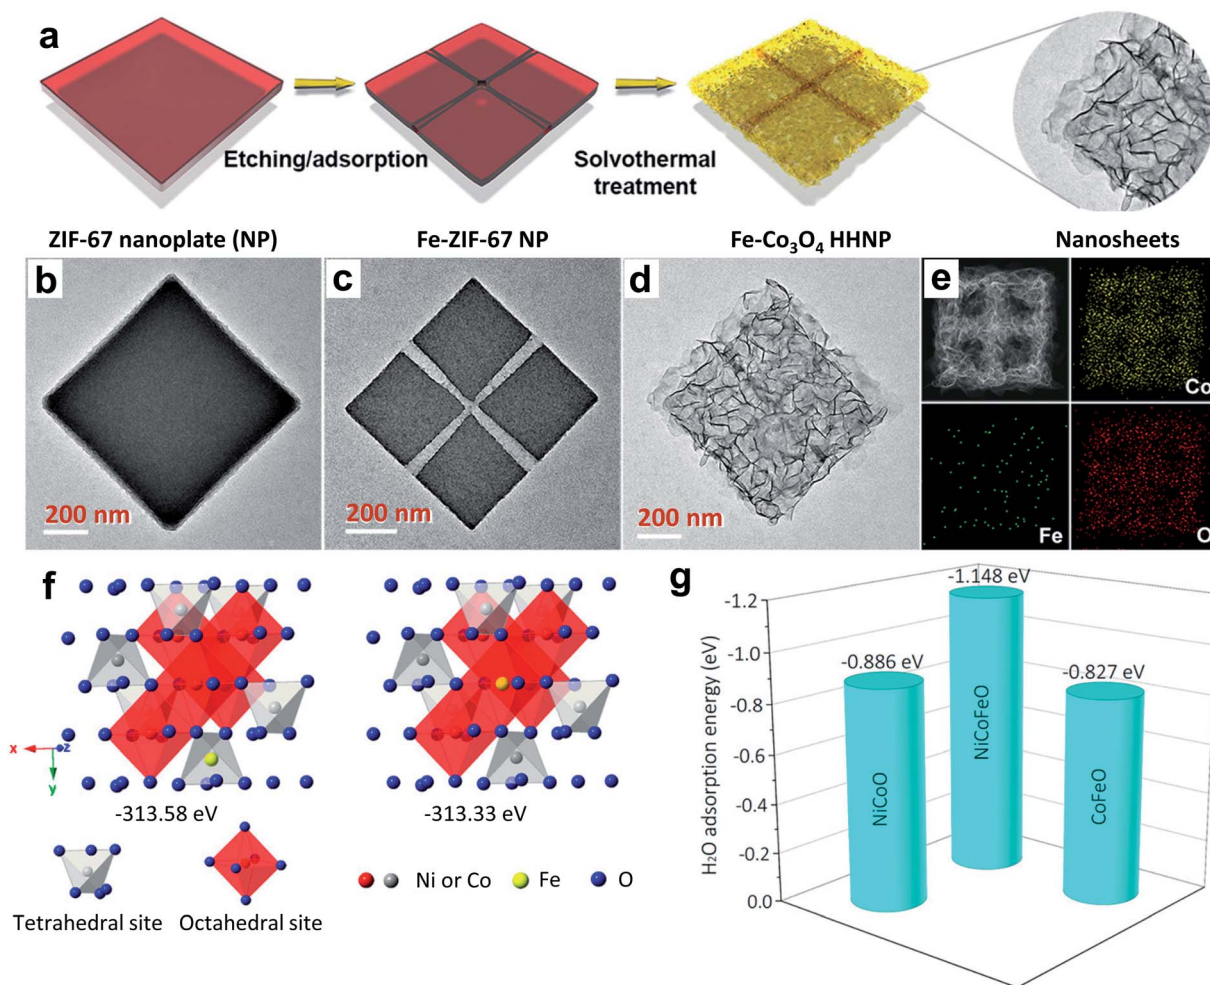 a
Etching/adsorption
Solvothermal
treatment
ZIF-67 nanoplate (NP)
Fe-ZIF-67 NP
Fe-Co₃O₄ HHNP
Nanosheets
b
200 nm
c
200 nm
d
200 nm
e
Co
Fe
O
f
x
z
y
-313.58 eV
-313.33 eV
Tetrahedral site
Octahedral site
Ni or Co
Fe
O
g
H₂O adsorption energy (eV)
-1.2
-1.0
-0.8
-0.6
-0.4
-0.2
0.0
-0.886 eV
-1.148 eV
-0.827 eV
NiCoO
NiCoFeO
CoFeO